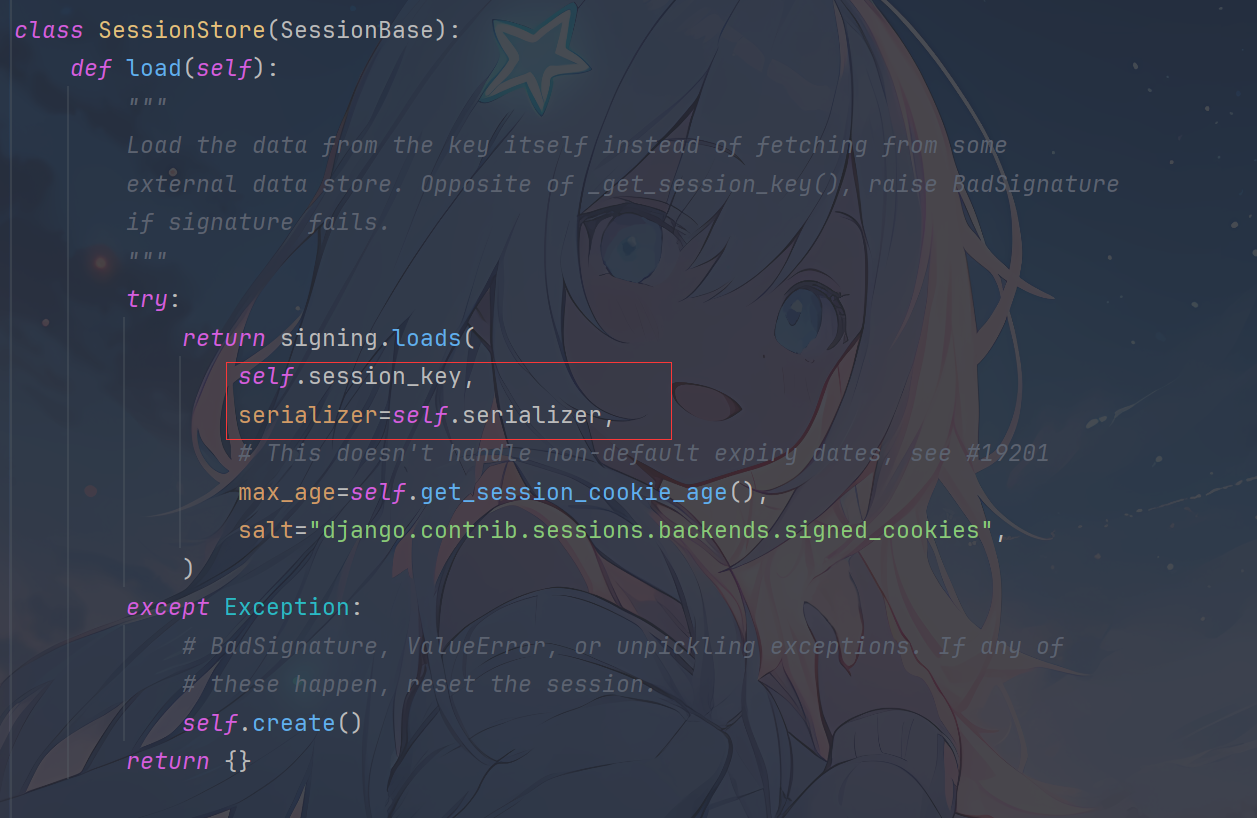 class SessionStore(SessionBase):
    def load(self):
        """
        Load the data from the key itself instead of fetching from some
        external data store. Opposite of _get_session_key(), raise BadSignature
        if signature fails.
        """
        try:
            return signing.loads(
                self.session_key,
                serializer=self.serializer,
                # This doesn't handle non-default expiry dates, see #19201
                max_age=self.get_session_cookie_age(),
                salt="django.contrib.sessions.backends.signed_cookies",
            )
        except Exception:
            # BadSignature, ValueError, or unpickling exceptions. If any of
            # these happen, reset the session.
            self.create()
        return {}